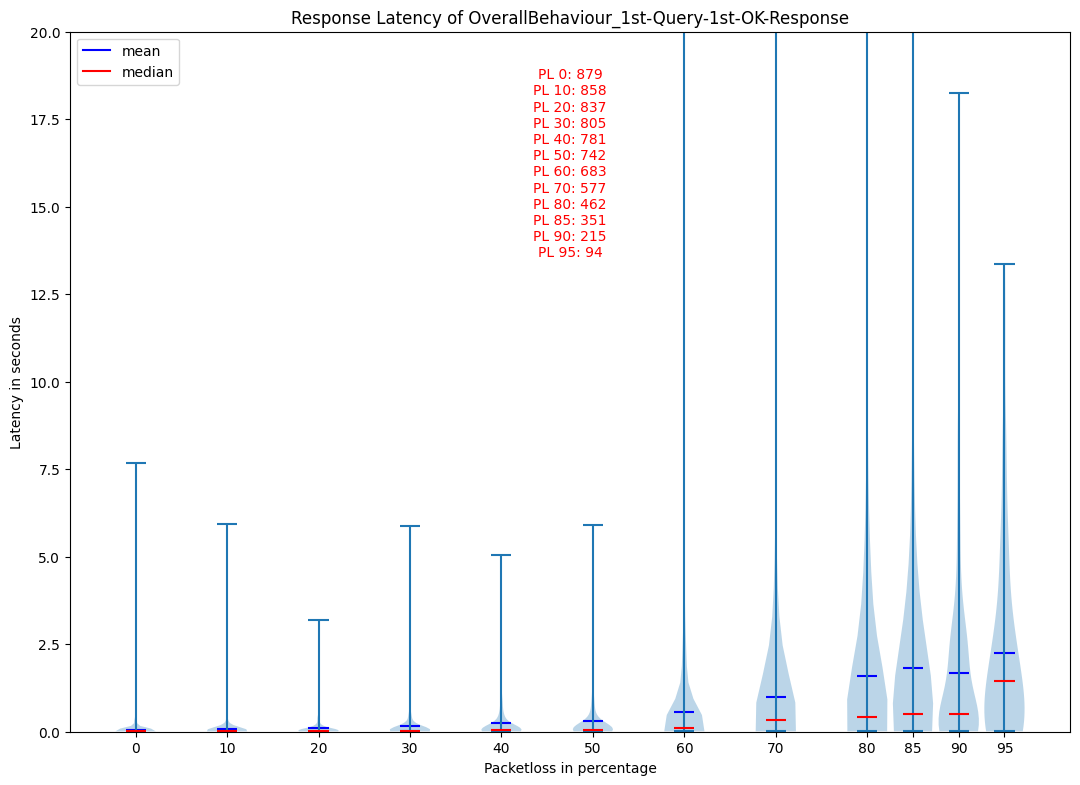 Response Latency of OverallBehaviour_1st-Query-1st-OK-Response
20.0
17.5
15.0
12.5
10.0
7.5
5.0
2.5
0.0
Latency in seconds
mean
median
PL 0: 879
PL 10: 858
PL 20: 837
PL 30: 805
PL 40: 781
PL 50: 742
PL 60: 683
PL 70: 577
PL 80: 462
PL 85: 351
PL 90: 215
PL 95: 94
0 10 20 30 40 50 60 70 80 85 90 95
Packetloss in percentage